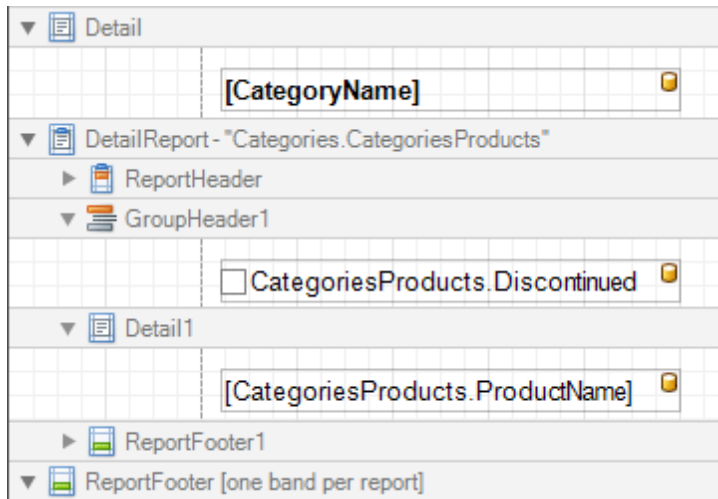 Detail
[CategoryName]
DetailReport - "Categories.CategoriesProducts"
ReportHeader
GroupHeader1
CategoriesProducts.Discontinued
Detail1
[CategoriesProducts.ProductName]
ReportFooter1
ReportFooter [one band per report]